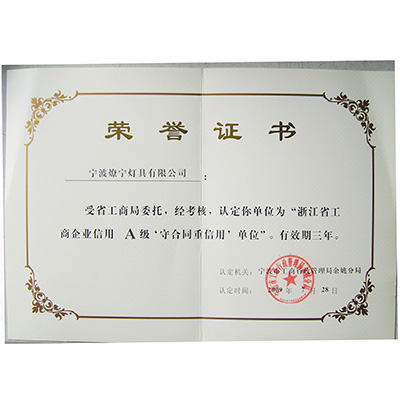 荣誉证书
宁波燎宁灯具有限公司：
受省工商局委托，经考核，认定你单位为“浙江省工
商企业信用 A 级‘守合同重信用’单位”。有效期三年。
认定机关：宁波市工商行政管理局余姚分局
认定时间：2009 年 月 28 日